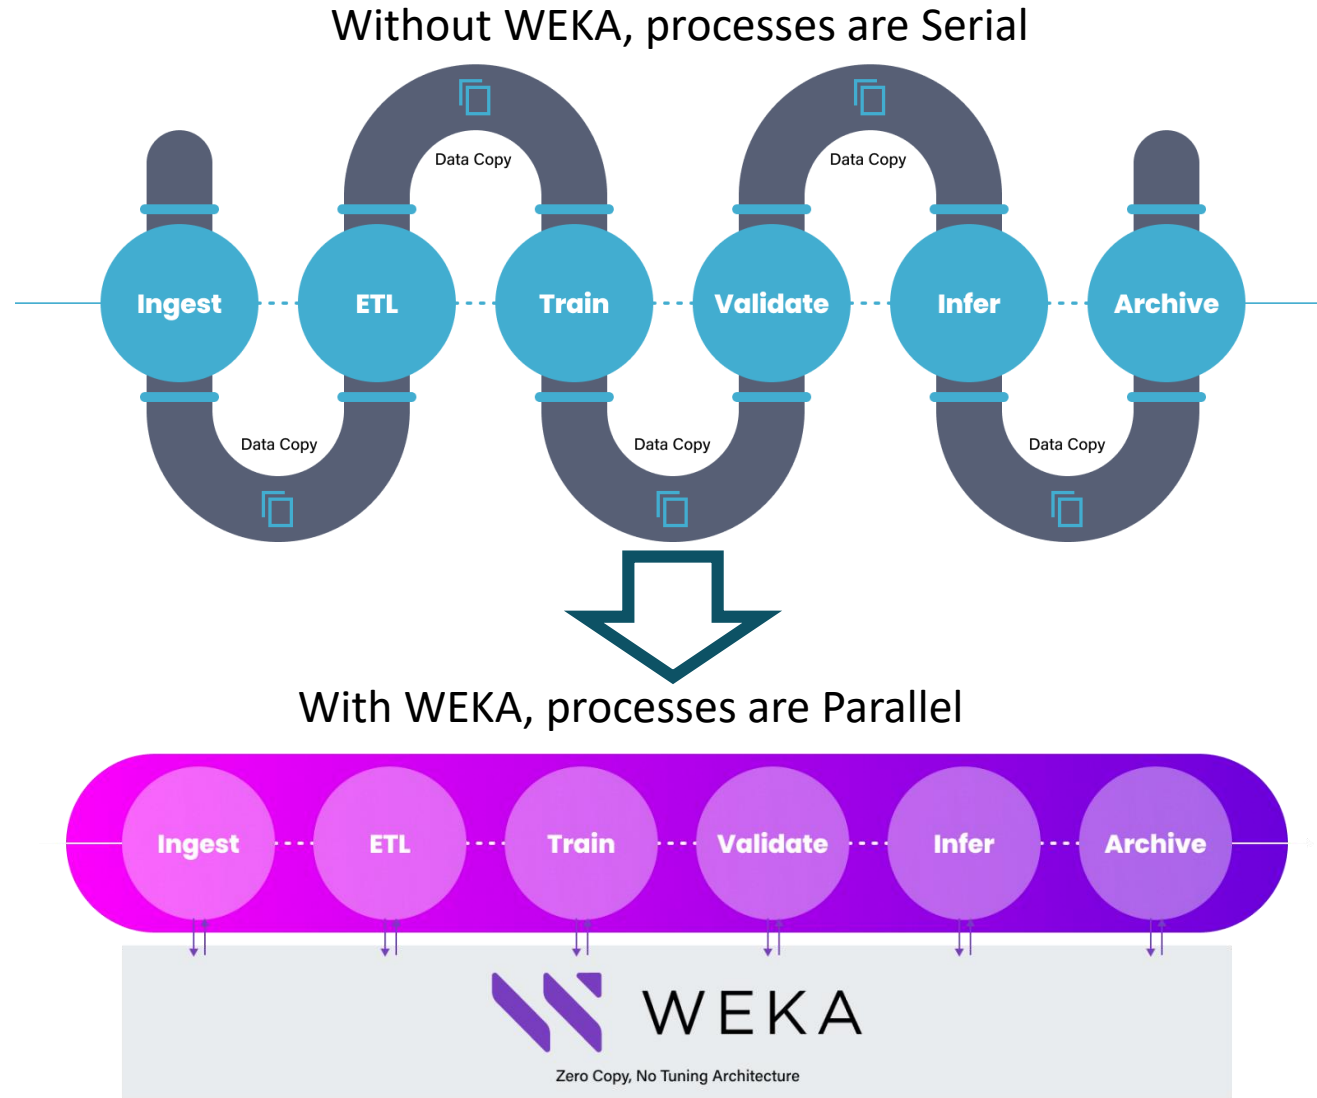 Without WEKA, processes are Serial
Data Copy
Data Copy
Ingest
ETL
Train
Validate
Infer
Archive
Data Copy
Data Copy
Data Copy
With WEKA, processes are Parallel
Ingest
ETL
Train
Validate
Infer
Archive
WEKA
Zero Copy, No Tuning Architecture